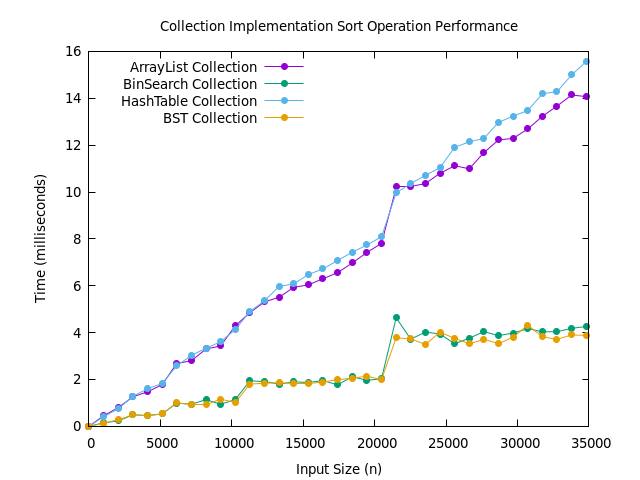 Collection Implementation Sort Operation Performance
16
14
12
10
8
6
4
2
0
Time (milliseconds)
ArrayList Collection
BinSearch Collection
HashTable Collection
BST Collection
0 5000 10000 15000 20000 25000 30000 35000
Input Size (n)